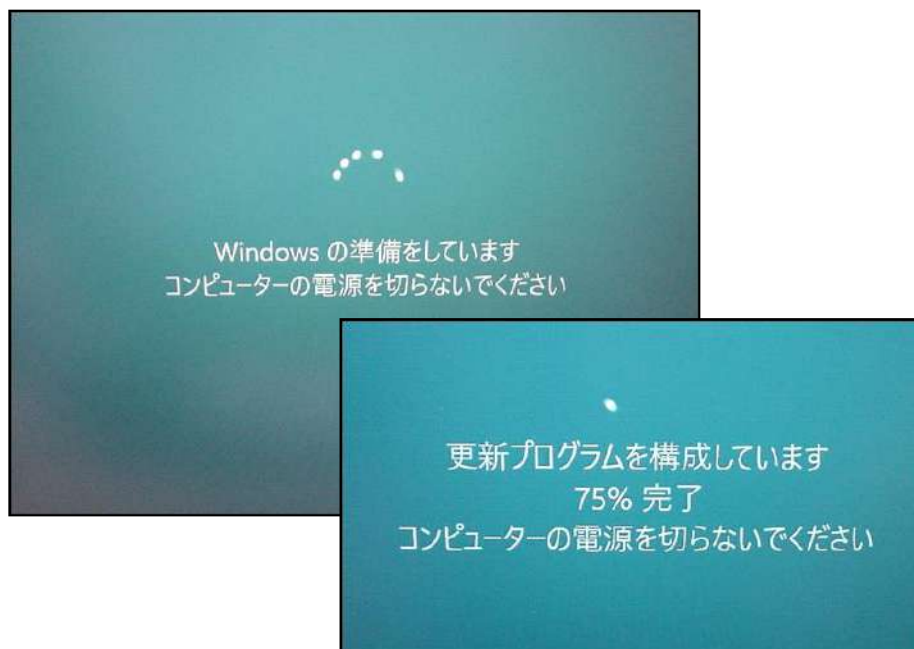 Windows の準備をしています
コンピューターの電源を切らないでください
更新プログラムを構成しています
75% 完了
コンピューターの電源を切らないでください